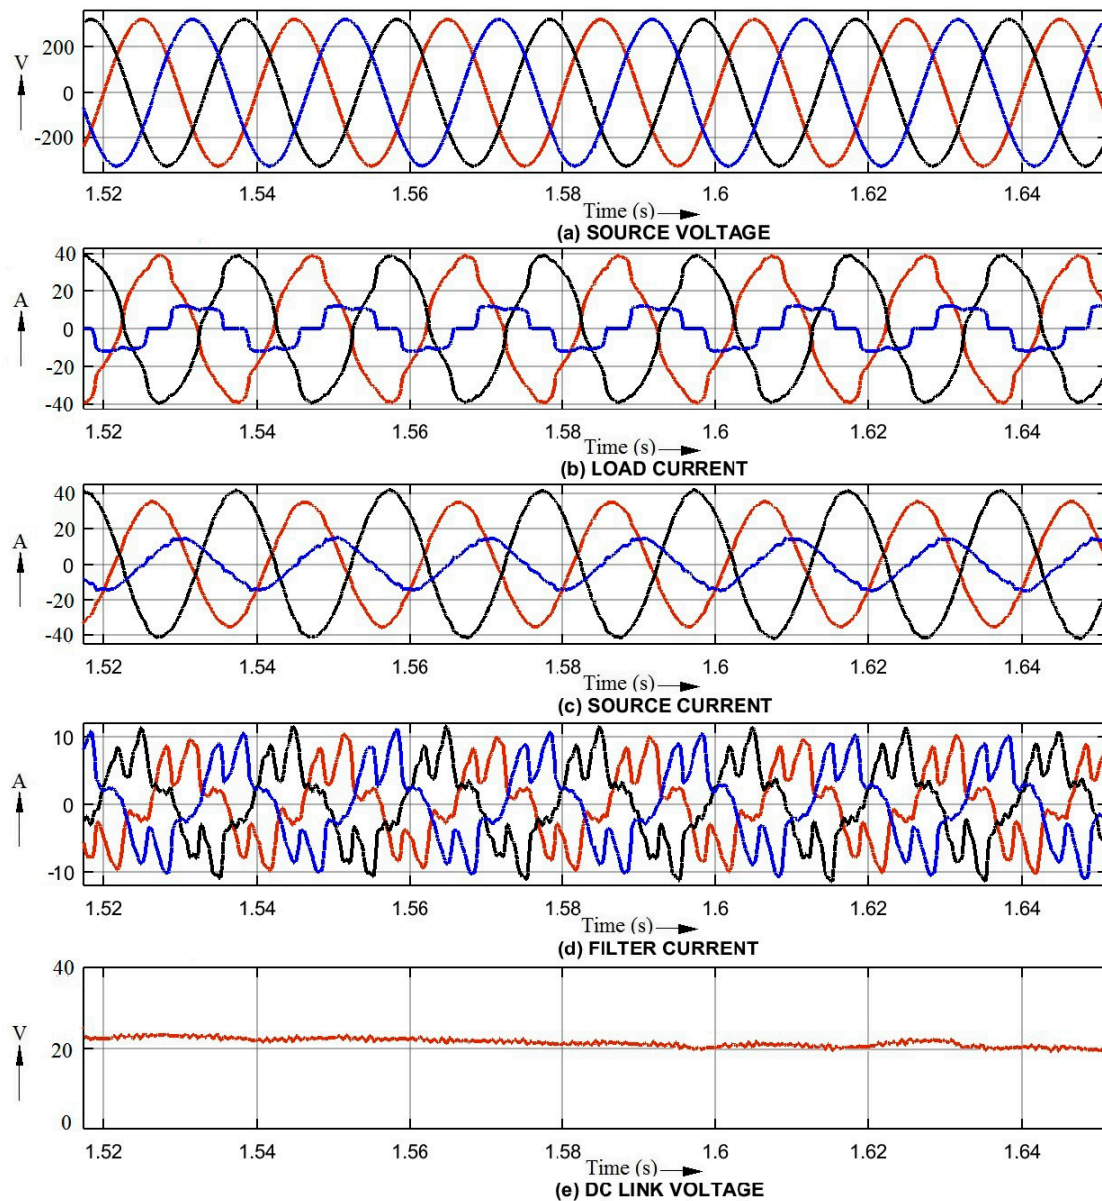 V
200
0
-200
1.52 1.54 1.56 1.58 1.6 1.62 1.64
Time (s)
(a) SOURCE VOLTAGE
A
40
20
0
-20
-40
1.52 1.54 1.56 1.58 1.6 1.62 1.64
Time (s)
(b) LOAD CURRENT
A
40
20
0
-20
-40
1.52 1.54 1.56 1.58 1.6 1.62 1.64
Time (s)
(c) SOURCE CURRENT
A
10
0
-10
1.52 1.54 1.56 1.58 1.6 1.62 1.64
Time (s)
(d) FILTER CURRENT
V
40
20
0
1.52 1.54 1.56 1.58 1.6 1.62 1.64
Time (s)
(e) DC LINK VOLTAGE